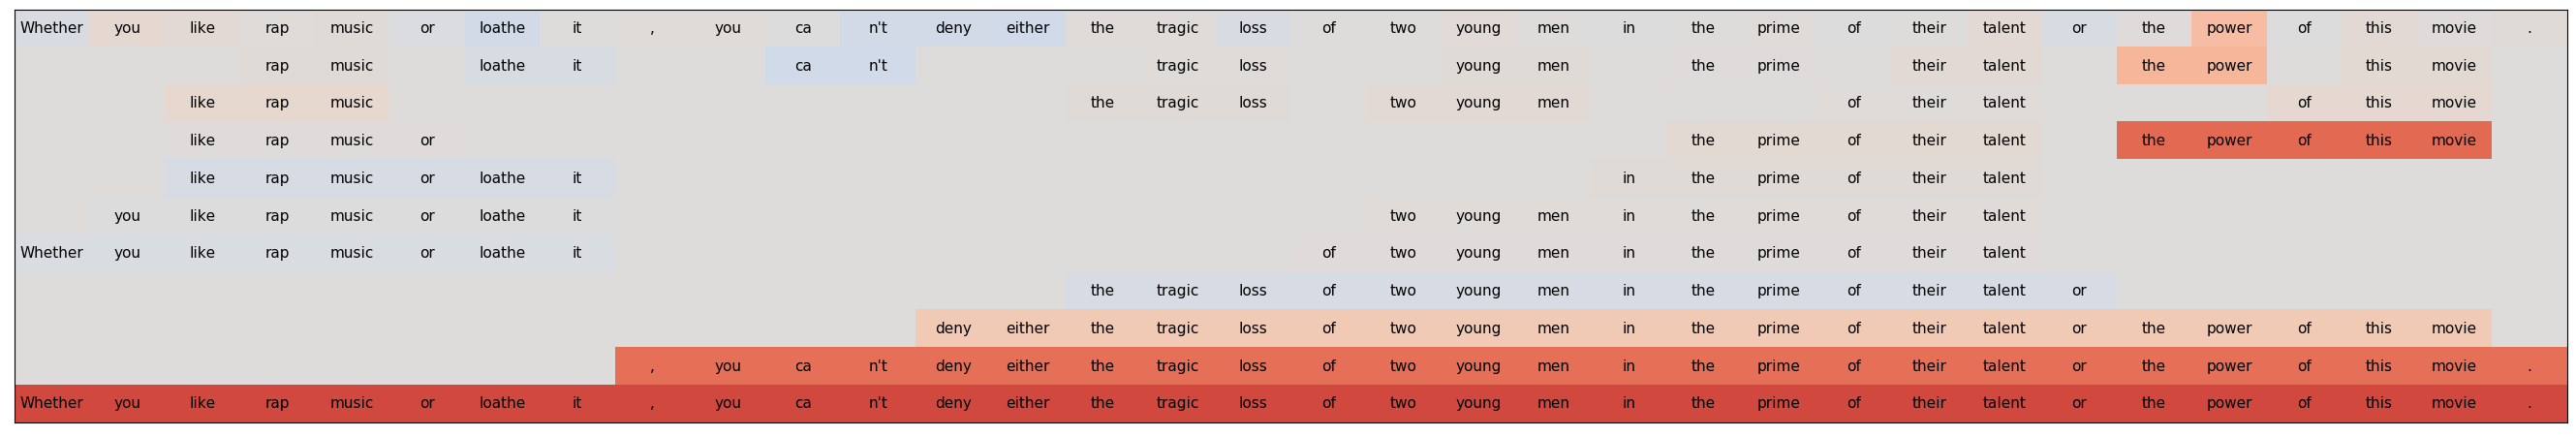 Whether you like rap music or loathe it , you ca n't deny either the tragic loss of two young men in the prime of their talent or the power of this movie .
rap music loathe it ca n't tragic loss young men the prime their talent the power this movie
like rap music the tragic loss two young men of their talent of this movie
like rap music or the prime of their talent the power of this movie
like rap music or loathe it in the prime of their talent
you like rap music or loathe it two young men in the prime of their talent
Whether you like rap music or loathe it of two young men in the prime of their talent
the tragic loss of two young men in the prime of their talent or
deny either the tragic loss of two young men in the prime of their talent or the power of this movie
, you ca n't deny either the tragic loss of two young men in the prime of their talent or the power of this movie .
Whether you like rap music or loathe it , you ca n't deny either the tragic loss of two young men in the prime of their talent or the power of this movie .